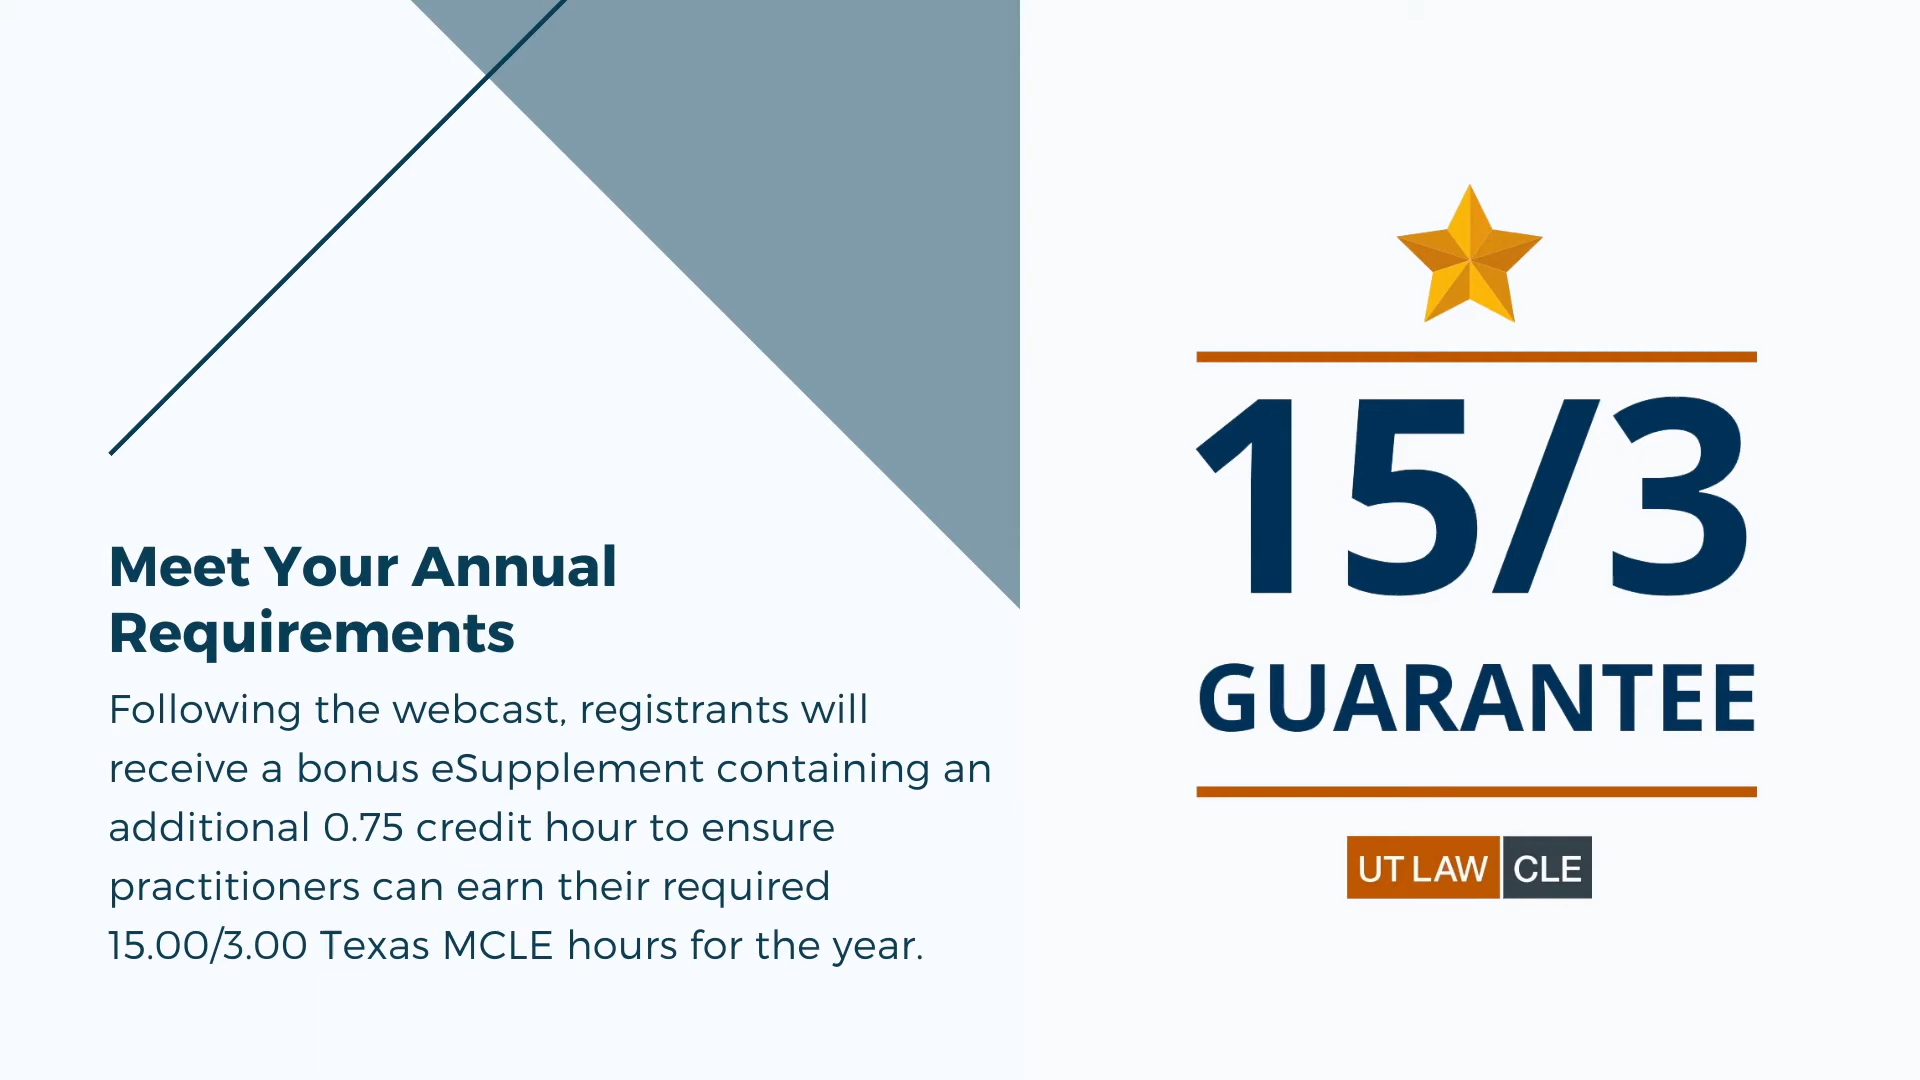 Meet Your Annual
Requirements
Following the webcast, registrants will
receive a bonus eSupplement containing an
additional 0.75 credit hour to ensure
practitioners can earn their required
15.00/3.00 Texas MCLE hours for the year.
15/3
GUARANTEE
UT LAW CLE